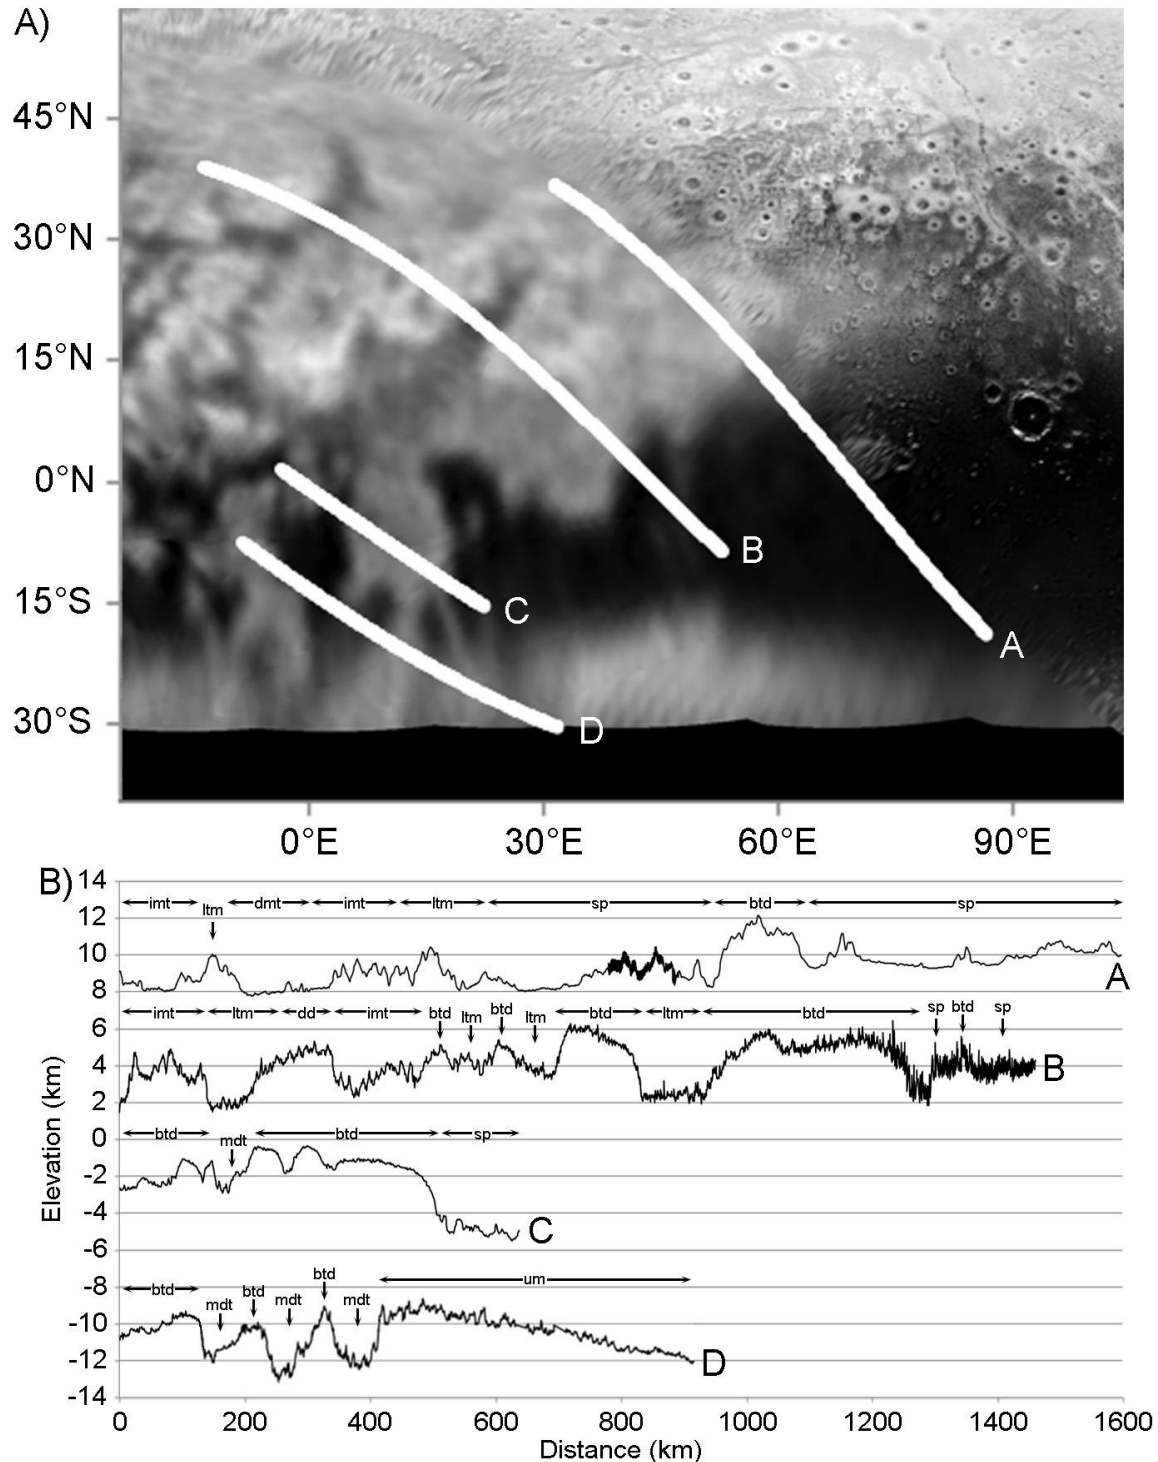 A)
45°N
30°N
15°N
0°N
15°S
30°S
B
C
A
D
0°E 30°E 60°E 90°E
B)
14
imt ltm dmt imt ltm sp btd sp
12
10
8
A
imt ltm dd imt btd ltm btd ltm btd ltm btd sp btd sp
6
4
2
B
0
btd mdt btd sp
-2
-4
-6
C
-8
btd mdt btd mdt btd mdt um
-10
-12
-14
D
Elevation (km)
0 200 400 600 800 1000 1200 1400 1600
Distance (km)